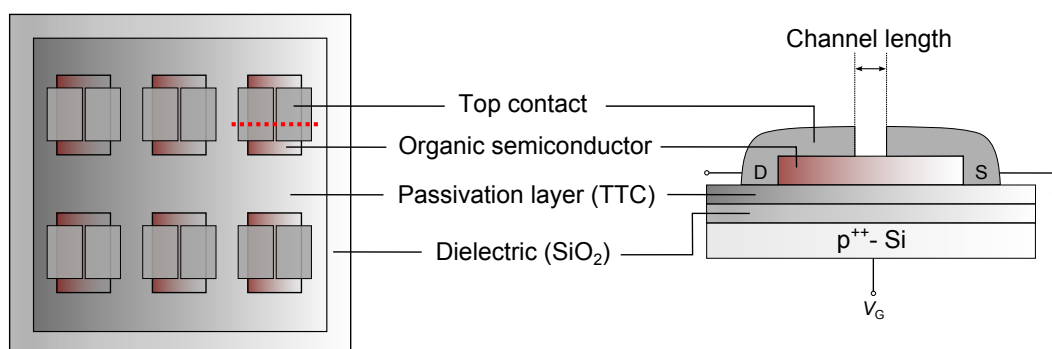 Channel length
Top contact
Organic semiconductor
D
S
Passivation layer (TTC)
Dielectric (SiO₂)
p⁺⁺- Si
V_G